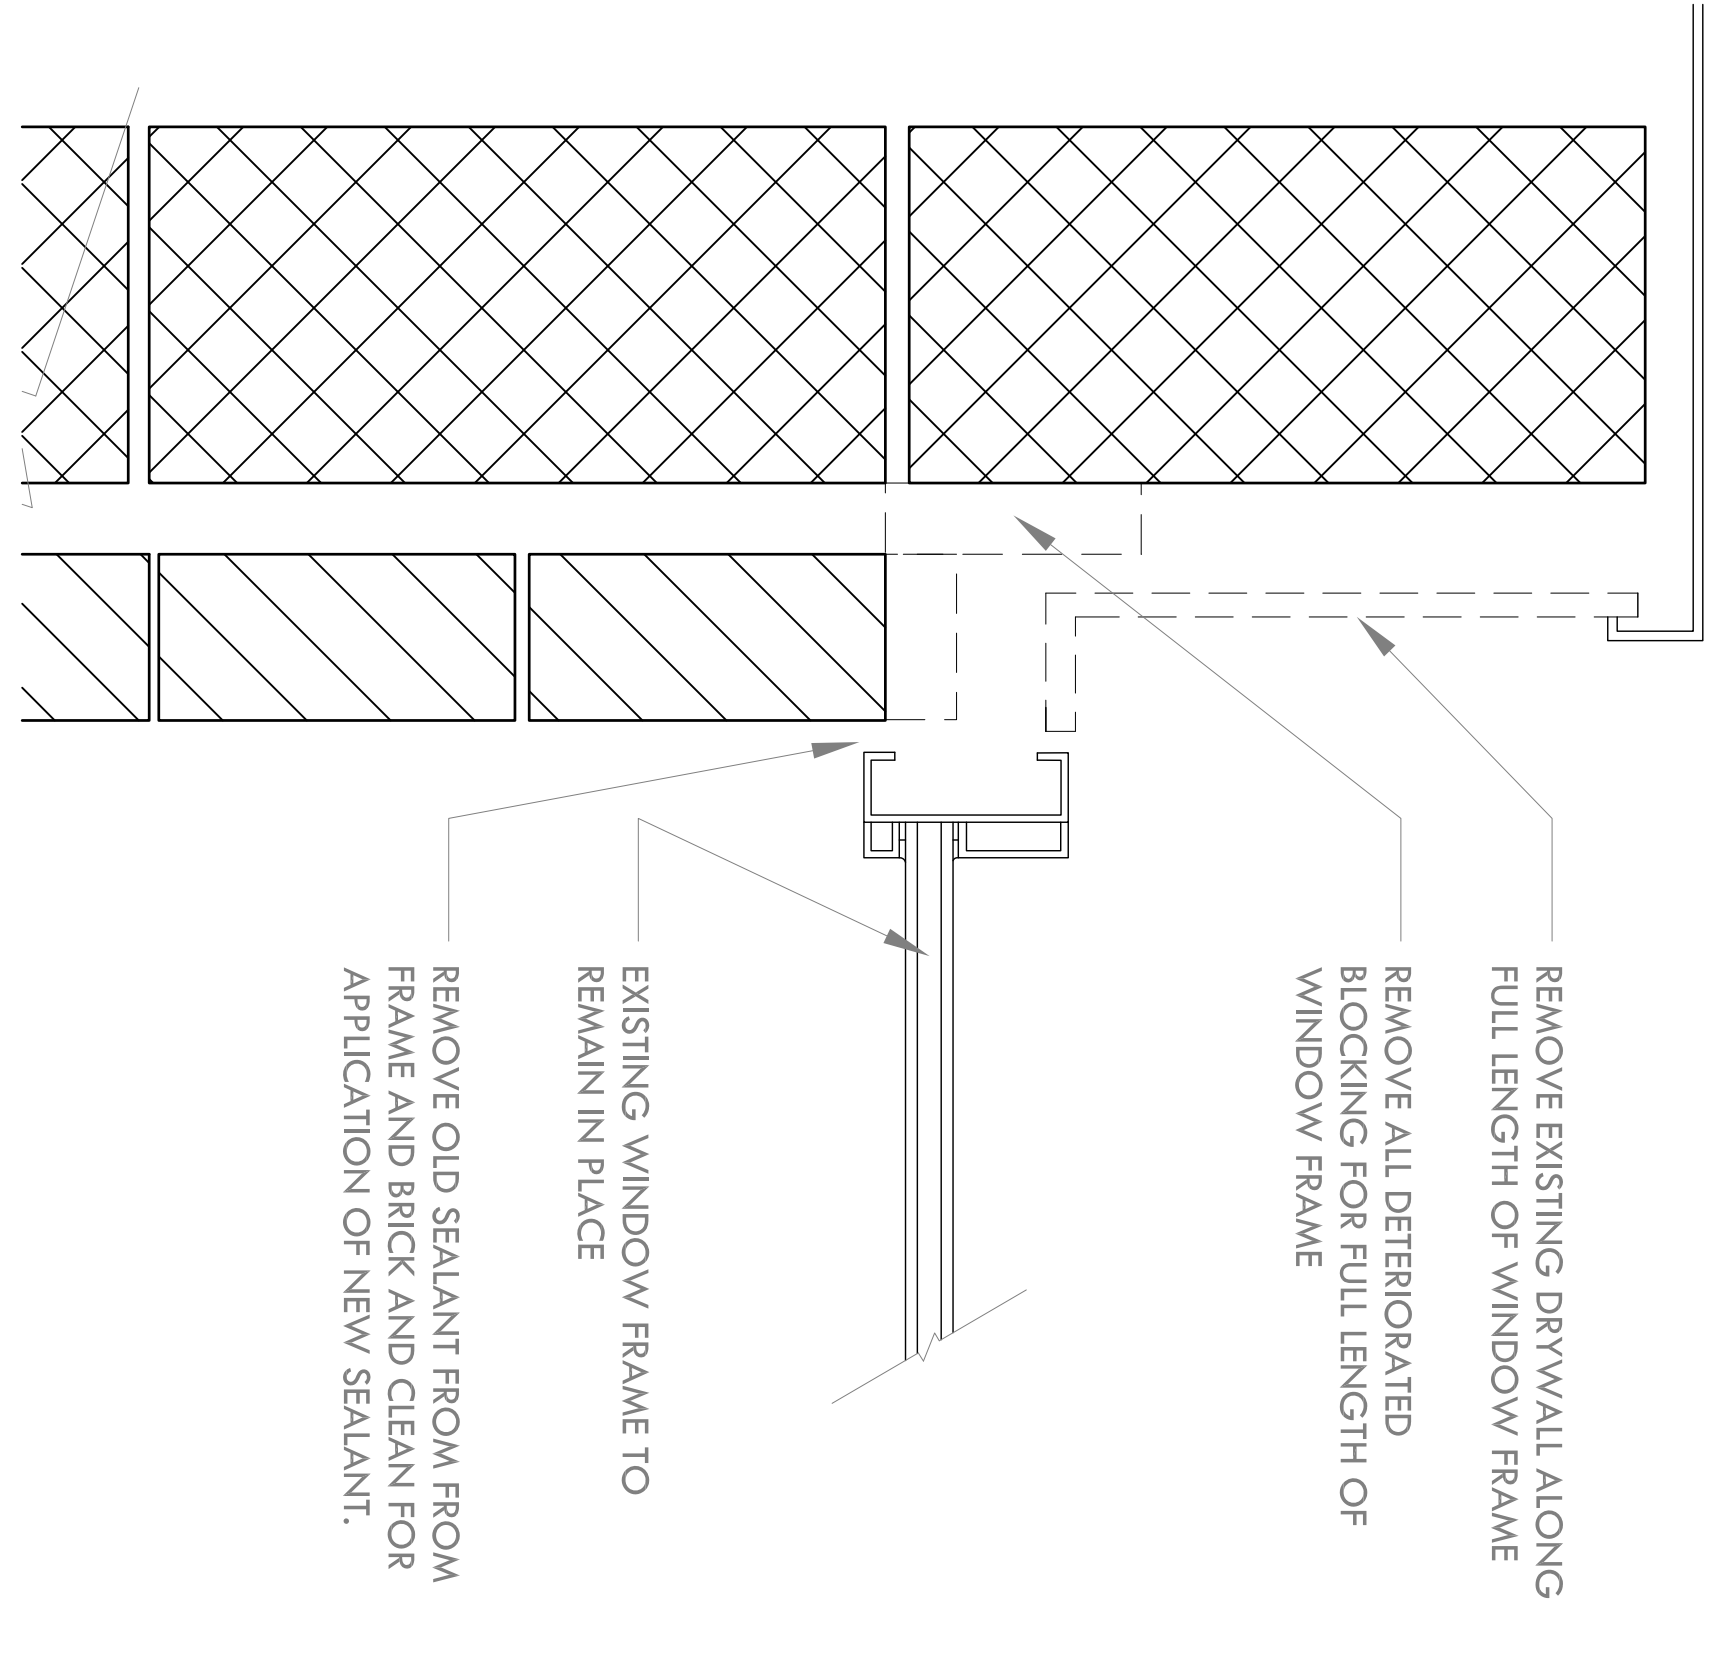 REMOVE EXISTING DRYWALL ALONG
FULL LENGTH OF WINDOW FRAME
REMOVE ALL DETERIORATED
BLOCKING FOR FULL LENGTH OF
WINDOW FRAME
EXISTING WINDOW FRAME TO
REMAIN IN PLACE
REMOVE OLD SEALANT FROM FROM
FRAME AND BRICK AND CLEAN FOR
APPLICATION OF NEW SEALANT.